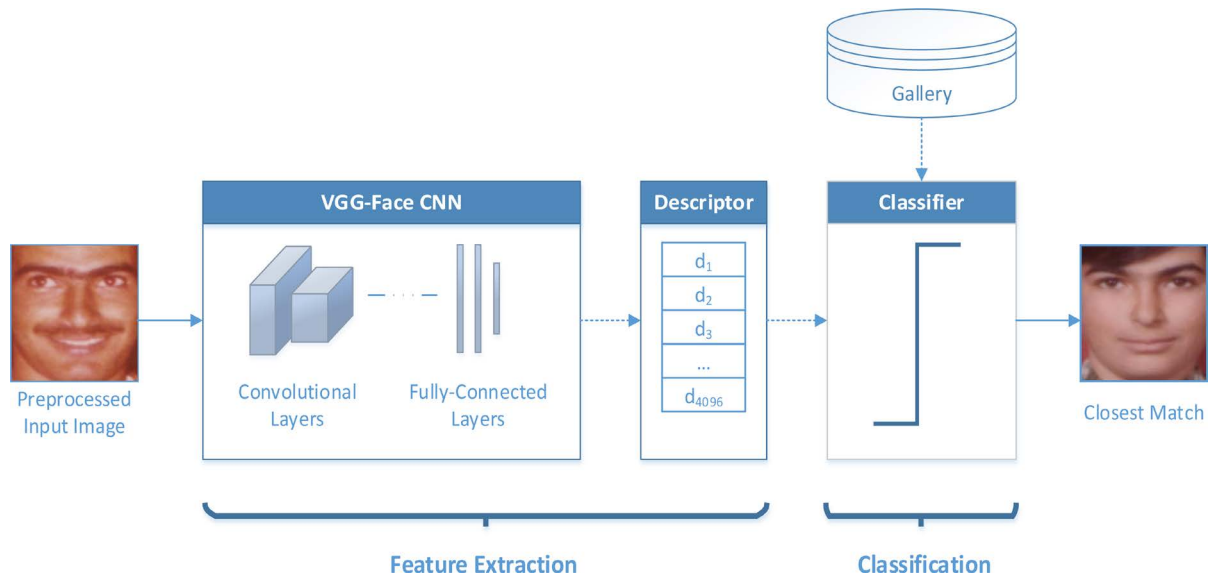 Gallery
VGG-Face CNN
Descriptor
Classifier
d₁
d₂
d₃
...
d₄₀₉₆
Convolutional
Layers
Fully-Connected
Layers
Preprocessed
Input Image
Closest Match
Feature Extraction
Classification